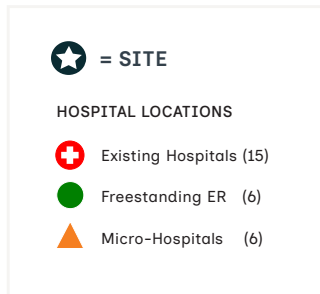 = SITE
HOSPITAL LOCATIONS
Existing Hospitals (15)
Freestanding ER (6)
Micro-Hospitals (6)